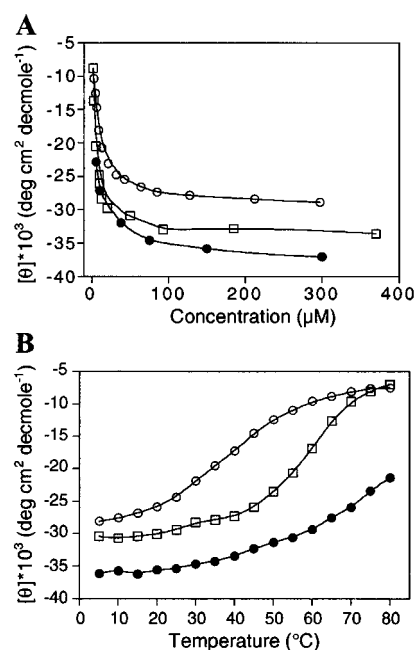 A
-5
-10
-15
-20
-25
-30
-35
-40
[θ]*10³ (deg cm² decmole⁻¹)
0 100 200 300 400
Concentration (µM)
B
-5
-10
-15
-20
-25
-30
-35
-40
[θ]*10³ (deg cm² decmole⁻¹)
0 10 20 30 40 50 60 70 80
Temperature (°C)